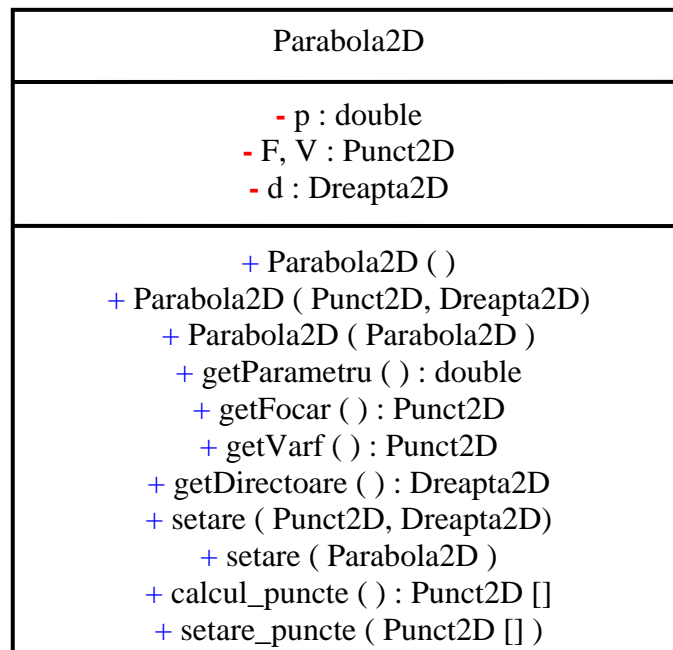 Parabola2D
- p : double
- F, V : Punct2D
- d : Dreapta2D
+ Parabola2D ( )
+ Parabola2D ( Punct2D, Dreapta2D)
+ Parabola2D ( Parabola2D )
+ getParametru ( ) : double
+ getFocar ( ) : Punct2D
+ getVarf ( ) : Punct2D
+ getDirectoare ( ) : Dreapta2D
+ setare ( Punct2D, Dreapta2D)
+ setare ( Parabola2D )
+ calcul_puncte ( ) : Punct2D []
+ setare_puncte ( Punct2D [] )